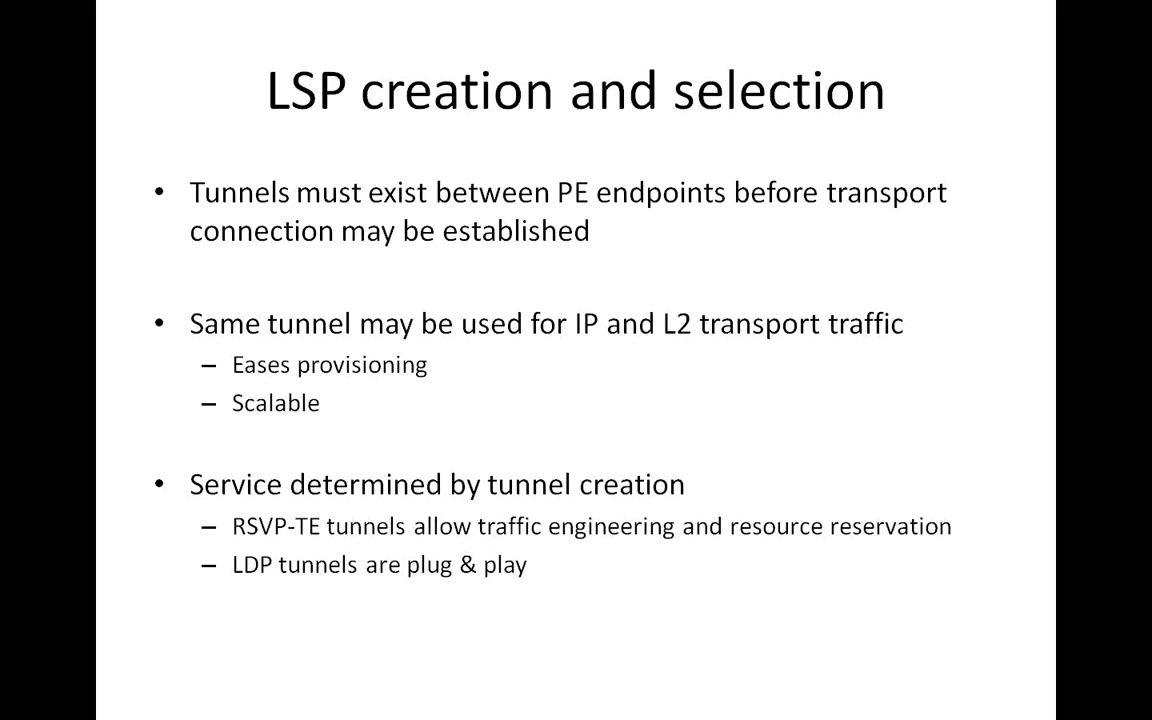 LSP creation and selection
• Tunnels must exist between PE endpoints before transport
connection may be established
• Same tunnel may be used for IP and L2 transport traffic
– Eases provisioning
– Scalable
• Service determined by tunnel creation
– RSVP-TE tunnels allow traffic engineering and resource reservation
– LDP tunnels are plug & play